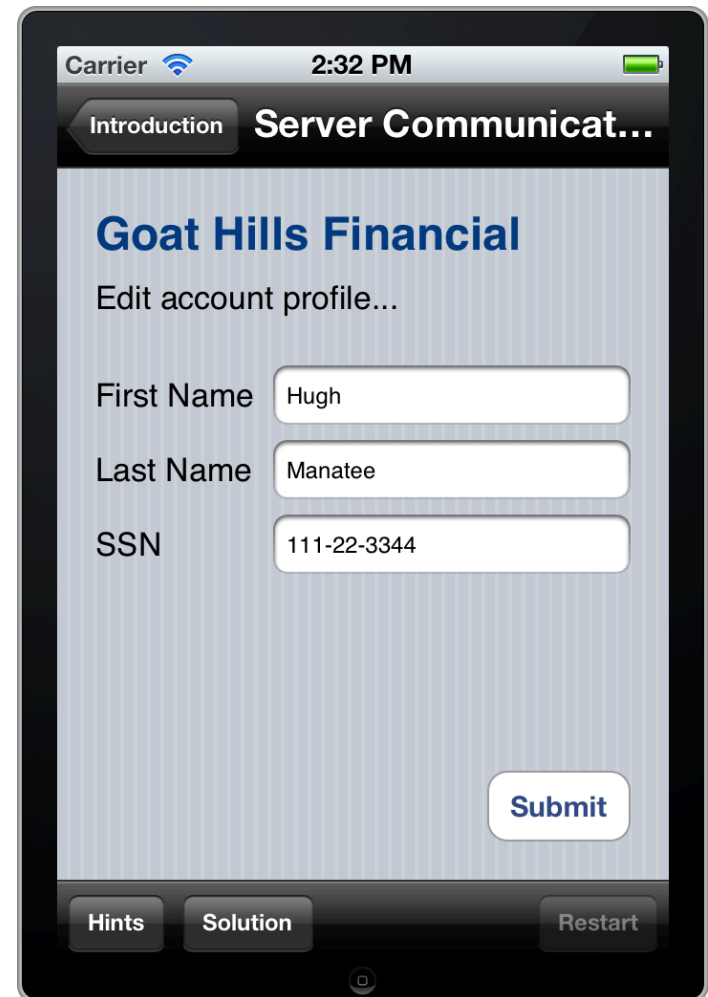 Carrier 2:32 PM
Introduction Server Communicat...
Goat Hills Financial
Edit account profile...
First Name Hugh
Last Name Manatee
SSN 111-22-3344
Submit
Hints Solution Restart